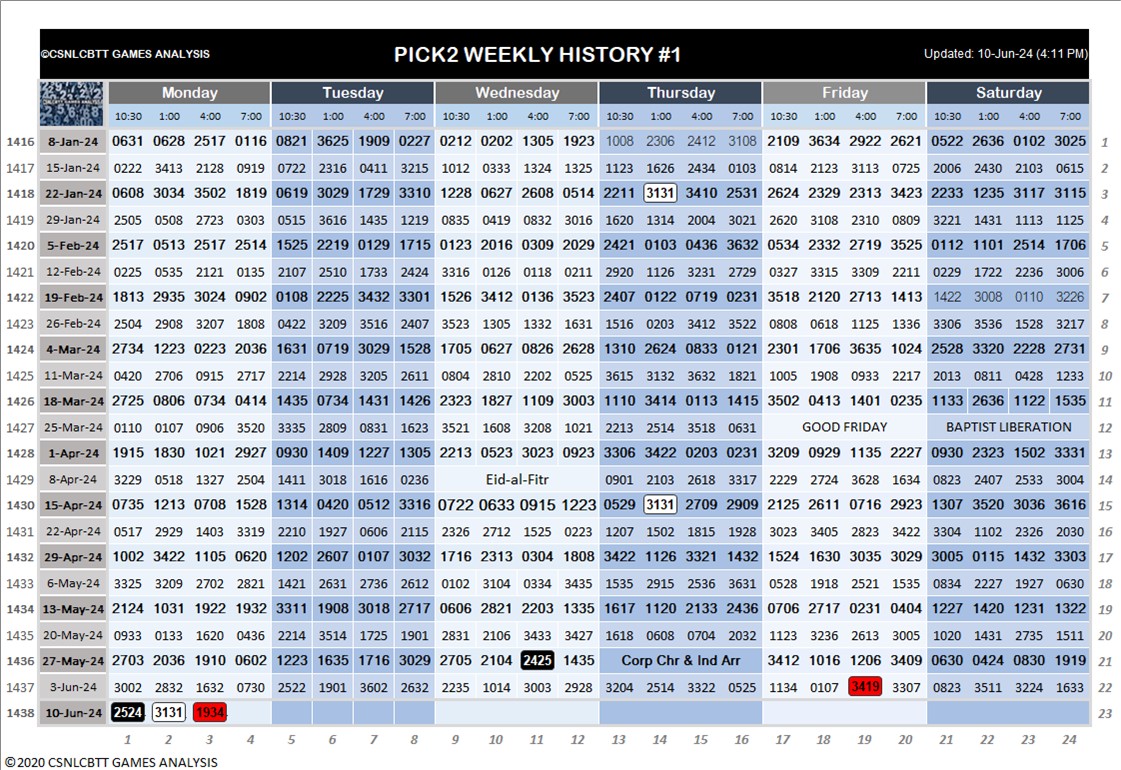 ©CSNLCBTT GAMES ANALYSIS PICK2 WEEKLY HISTORY #1 Updated: 10-Jun-24 (4:11 PM)
Monday Tuesday Wednesday Thursday Friday Saturday
10:30 1:00 4:00 7:00 10:30 1:00 4:00 7:00 10:30 1:00 4:00 7:00 10:30 1:00 4:00 7:00 10:30 1:00 4:00 7:00 10:30 1:00 4:00 7:00
1416 8-Jan-24 0631 0628 2517 0116 0821 3625 1909 0227 0212 0202 1305 1923 1008 2306 2412 3108 2109 3634 2922 2621 0522 2636 0102 3025 1
1417 15-Jan-24 0222 3413 2128 0919 0722 2316 0411 3215 1012 0333 1324 1325 1123 1626 2434 0103 0814 2123 3113 0725 2006 2430 2103 0615 2
1418 22-Jan-24 0608 3034 3502 1819 0619 3029 1729 3310 1228 0627 2608 0514 2211 3131 3410 2531 2624 2329 2313 3423 2233 1235 3117 3115 3
1419 29-Jan-24 2505 0508 2723 0303 0515 3616 1435 1219 0835 0419 0832 3016 1620 1314 2004 3021 2620 3108 2310 0809 3221 1431 1113 1125 4
1420 5-Feb-24 2517 0513 2517 2514 1525 2219 0129 1715 0123 2016 0309 2029 2421 0103 0436 3632 0534 2332 2719 3525 0112 1101 2514 1706 5
1421 12-Feb-24 0225 0535 2121 0135 2107 2510 1733 2424 3316 0126 0118 0211 2920 1126 3231 2729 0327 3315 3309 2211 0229 1722 2236 3006 6
1422 19-Feb-24 1813 2935 3024 0902 0108 2225 3432 3301 1526 3412 0136 3523 2407 0122 0719 0231 3518 2120 2713 1413 1422 3008 0110 3226 7
1423 26-Feb-24 2504 2908 3207 1808 0422 3209 3516 2407 3523 1305 1332 1631 1516 0203 3412 3522 0808 0618 1125 1336 3306 3536 1528 3217 8
1424 4-Mar-24 2734 1223 0223 2036 1631 0719 3029 1528 1705 0627 0826 2628 1310 2624 0833 0121 2301 1706 3635 1024 2528 3320 2228 2731 9
1425 11-Mar-24 0420 2706 0915 2717 2214 2928 3205 2611 0804 2810 2202 0525 3615 3132 3632 1821 1005 1908 0933 2217 2013 0811 0428 1233 10
1426 18-Mar-24 2725 0806 0734 0414 1435 0734 1431 1426 2323 1827 1109 3003 1110 3414 0113 1415 3502 0413 1401 0235 1133 2636 1122 1535 11
1427 25-Mar-24 0110 0107 0906 3520 3335 2809 0831 1623 3521 1608 3208 1021 2213 2514 3518 0631 GOOD FRIDAY BAPTIST LIBERATION 12
1428 1-Apr-24 1915 1830 1021 2927 0930 1409 1227 1305 2213 0523 3023 0923 3306 3422 0203 0231 3209 0929 1135 2227 0930 2323 1502 3331 13
1429 8-Apr-24 3229 0518 1327 2504 1411 3018 1616 0236 Eid-al-Fitr 0901 2103 2618 3317 2229 2724 3628 1634 0823 2407 2533 3004 14
1430 15-Apr-24 0735 1213 0708 1528 1314 0420 0512 3316 0722 0633 0915 1223 0529 3131 2709 2909 2125 2611 0716 2923 1307 3520 3036 3616 15
1431 22-Apr-24 0517 2929 1403 3319 2210 1927 0606 2115 2326 2712 1525 0223 1207 1502 1815 1928 3023 3405 2823 3422 3304 1102 2326 2030 16
1432 29-Apr-24 1002 3422 1105 0620 1202 2607 0107 3032 1716 2313 0304 1808 3422 1126 3321 1432 1524 1630 3035 3029 3005 0115 1432 3303 17
1433 6-May-24 3325 3209 2702 2821 1421 2631 2736 2612 0102 3104 0334 3435 1535 2915 2536 3631 0528 1918 2521 1535 0834 2227 1927 0630 18
1434 13-May-24 2124 1031 1922 1932 3311 1908 3018 2717 0606 2821 2203 1335 1617 1120 2133 2436 0706 2717 0231 0404 1227 1420 1231 1322 19
1435 20-May-24 0933 0133 1620 0436 2214 3514 1725 1901 2831 2106 3433 3427 1618 0608 0704 2032 1123 3236 2613 3005 1020 1431 2735 1511 20
1436 27-May-24 2703 2036 1910 0602 1223 1635 1716 3029 2705 2104 2425 1435 Corp Chr & Ind Arr 3412 1016 1206 3409 0630 0424 0830 1919 21
1437 3-Jun-24 3002 2832 1632 0730 2522 1901 3602 2632 2235 1014 3003 2928 3204 2514 3322 0525 1134 0107 3419 3307 0823 3511 3224 1633 22
1438 10-Jun-24 2524 3131 1934 23
1 2 3 4 5 6 7 8 9 10 11 12 13 14 15 16 17 18 19 20 21 22 23 24
©2020 CSNLCBTT GAMES ANALYSIS